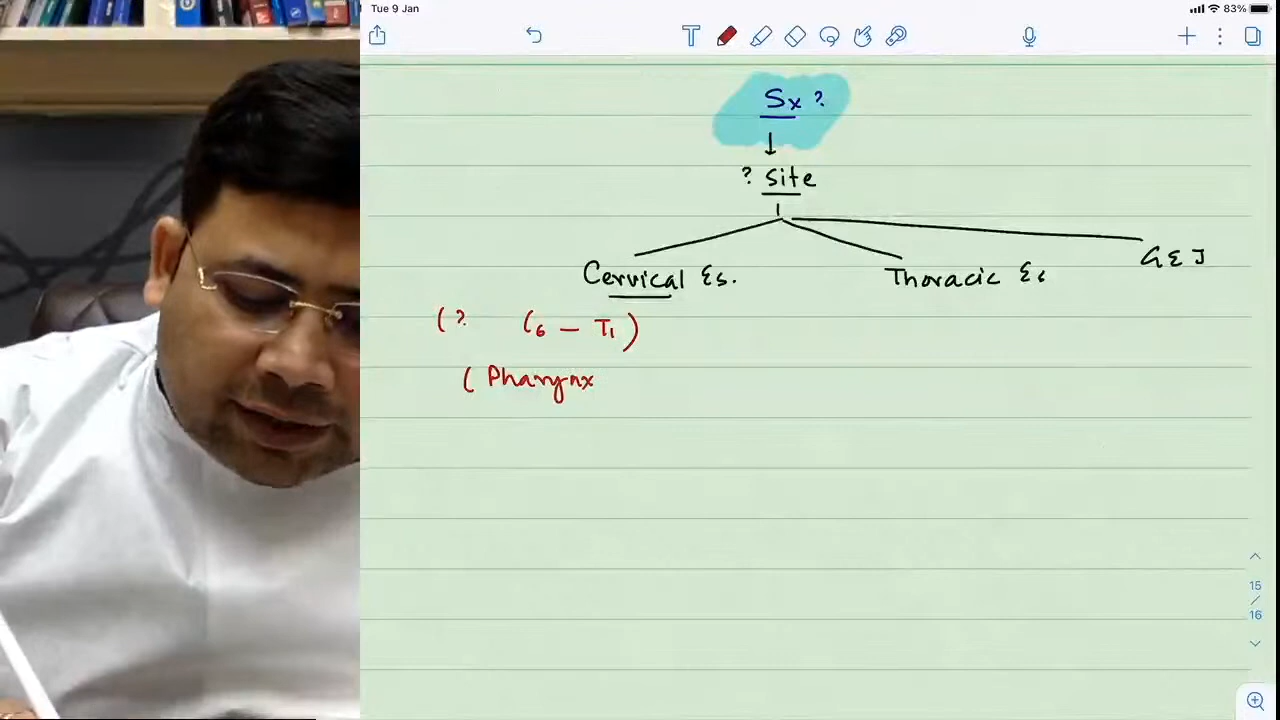 Tue 9 Jan
83%
T
Sx ?
? Site
Cervical Es.
Thoracic Es
GEJ
(? C6 – T1)
( Pharynx
15
/
16